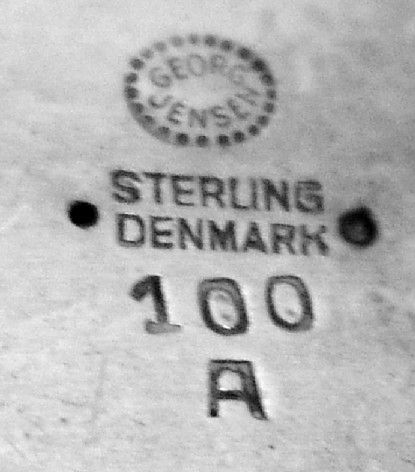 GEORG
JENSEN
STERLING
DENMARK
100
A